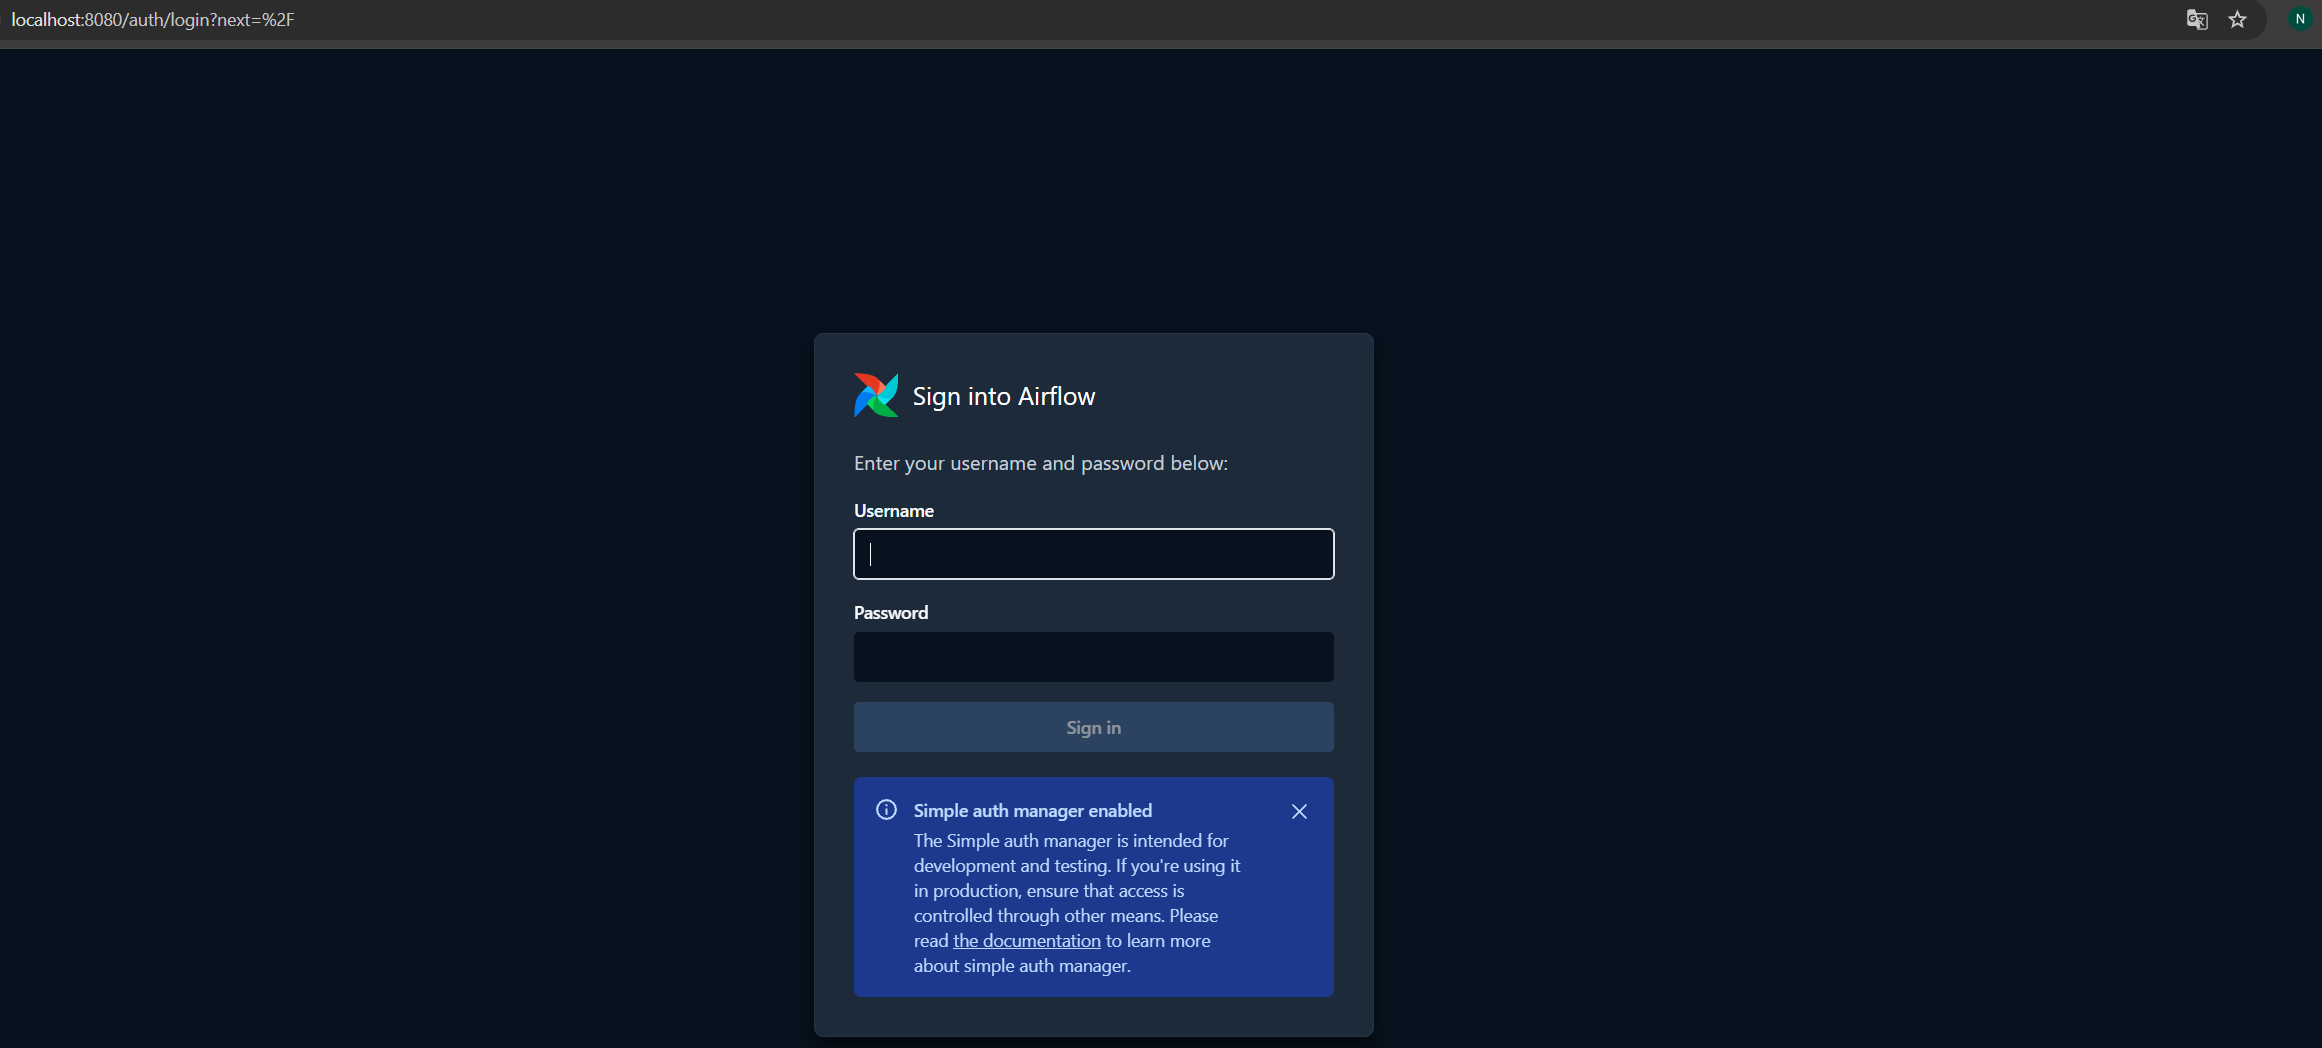 localhost:8080/auth/login?next=%2F
N
Sign into Airflow
Enter your username and password below:
Username
Password
Sign in
Simple auth manager enabled
The Simple auth manager is intended for
development and testing. If you're using it
in production, ensure that access is
controlled through other means. Please
read the documentation to learn more
about simple auth manager.